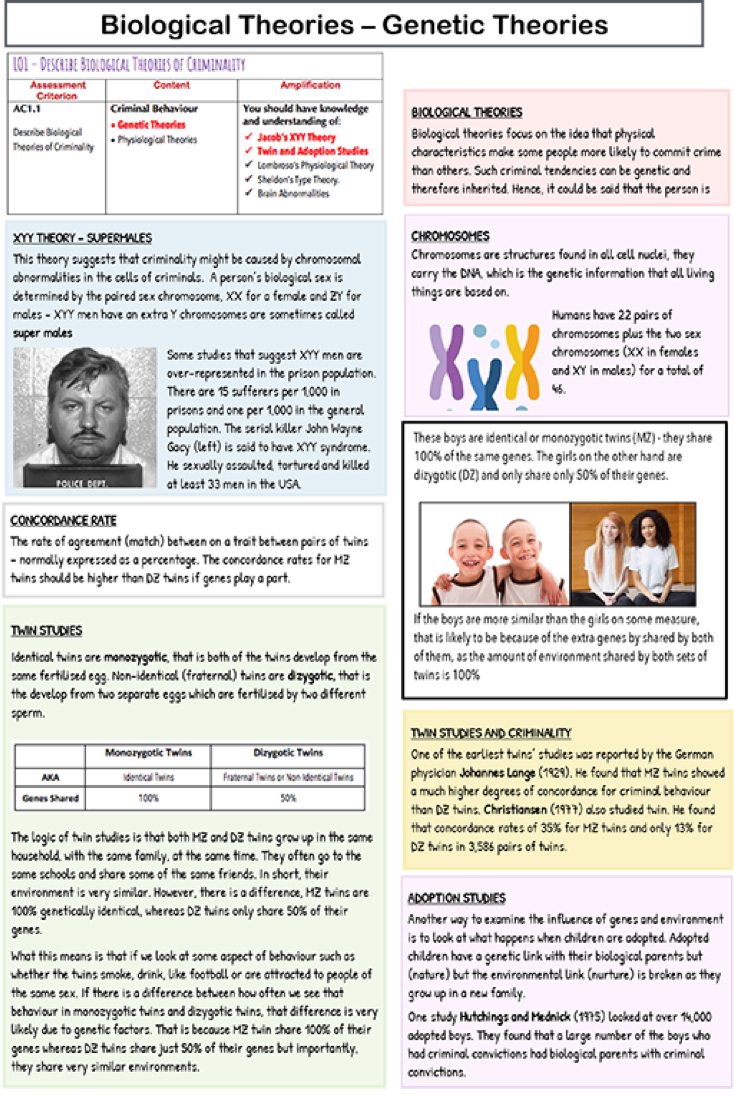 Biological Theories – Genetic Theories
LO1 – DESCRIBE BIOLOGICAL THEORIES OF CRIMINALITY
Assessment
Criterion
Content
Amplification
AC1.1
Describe Biological
Theories of Criminality
Criminal Behaviour
• Genetic Theories
• Physiological Theories
You should have knowledge
and understanding of:
✓ Jacob's XYY Theory
✓ Twin and Adoption Studies
✓ Lombroso's Physiological Theory
✓ Sheldon's Type Theory.
✓ Brain Abnormalities
XYY THEORY – SUPERMALES
This theory suggests that criminality might be caused by chromosomal
abnormalities in the cells of criminals. A person's biological sex is
determined by the paired sex chromosome, XX for a female and ZY for
males – XYY men have an extra Y chromosomes are sometimes called
super males
Some studies that suggest XYY men are
over-represented in the prison population.
There are 15 sufferers per 1,000 in
prisons and one per 1,000 in the general
population. The serial killer John Wayne
Gacy (left) is said to have XYY syndrome.
He sexually assaulted, tortured and killed
at least 33 men in the USA.
POLICE DEPT.
CONCORDANCE RATE
The rate of agreement (match) between on a trait between pairs of twins
– normally expressed as a percentage. The concordance rates for MZ
twins should be higher than DZ twins if genes play a part.
TWIN STUDIES
Identical twins are monozygotic, that is both of the twins develop from the
same fertilised egg. Non-identical (fraternal) twins are dizygotic, that is
the develop from two separate eggs which are fertilised by two different
sperm.
Monozygotic Twins
Dizygotic Twins
AKA
Identical Twins
Fraternal Twins or Non Identical Twins
Genes Shared
100%
50%
The logic of twin studies is that both MZ and DZ twins grow up in the same
household, with the same family, at the same time. They often go to the
same schools and share some of the same friends. In short, their
environment is very similar. However, there is a difference, MZ twins are
100% genetically identical, whereas DZ twins only share 50% of their
genes.
What this means is that if we look at some aspect of behaviour such as
whether the twins smoke, drink, like football or are attracted to people of
the same sex. If there is a difference between how often we see that
behaviour in monozygotic twins and dizygotic twins, that difference is very
likely due to genetic factors. That is because MZ twin share 100% of their
genes whereas DZ twins share just 50% of their genes but importantly,
they share very similar environments.
BIOLOGICAL THEORIES
Biological theories focus on the idea that physical
characteristics make some people more likely to commit crime
than others. Such criminal tendencies can be genetic and
therefore inherited. Hence, it could be said that the person is
CHROMOSOMES
Chromosomes are structures found in all cell nuclei, they
carry the DNA, which is the genetic information that all living
things are based on.
Humans have 22 pairs of
chromosomes plus the two sex
chromosomes (XX in females
and XY in males) for a total of
46.
These boys are identical or monozygotic twins (MZ) - they share
100% of the same genes. The girls on the other hand are
dizygotic (DZ) and only share only 50% of their genes.
If the boys are more similar than the girls on some measure,
that is likely to be because of the extra genes by shared by both
of them, as the amount of environment shared by both sets of
twins is 100%
TWIN STUDIES AND CRIMINALITY
One of the earliest twins' studies was reported by the German
physician Johannes Lange (1929). He found that MZ twins showed
a much higher degrees of concordance for criminal behaviour
than DZ twins. Christiansen (1977) also studied twin. He found
that concordance rates of 35% for MZ twins and only 13% for
DZ twins in 3,586 pairs of twins.
ADOPTION STUDIES
Another way to examine the influence of genes and environment
is to look at what happens when children are adopted. Adopted
children have a genetic link with their biological parents but
(nature) but the environmental link (nurture) is broken as they
grow up in a new family.
One study Hutchings and Mednick (1975) looked at over 14,000
adopted boys. They found that a large number of the boys who
had criminal convictions had biological parents with criminal
convictions.